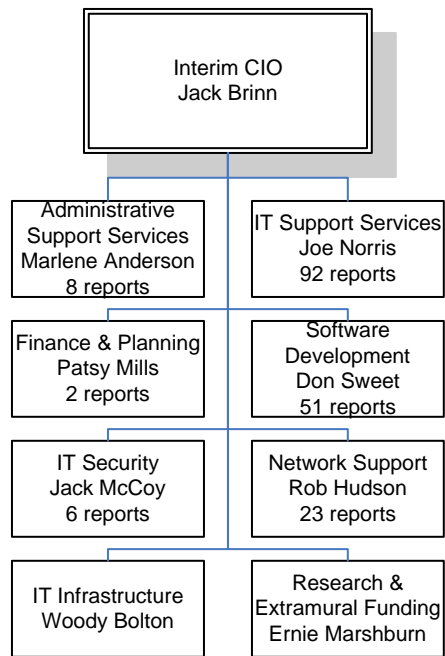 Interim CIO
Jack Brinn
Administrative
Support Services
Marlene Anderson
8 reports
IT Support Services
Joe Norris
92 reports
Finance & Planning
Patsy Mills
2 reports
Software
Development
Don Sweet
51 reports
IT Security
Jack McCoy
6 reports
Network Support
Rob Hudson
23 reports
IT Infrastructure
Woody Bolton
Research &
Extramural Funding
Ernie Marshburn